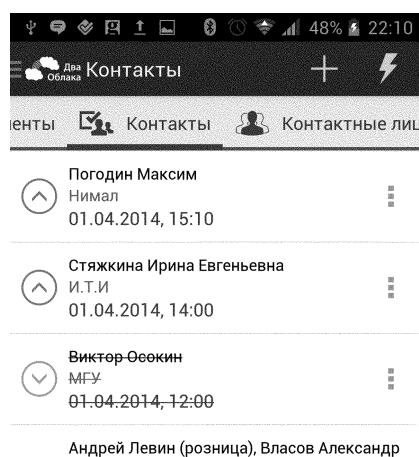 48% 22:10
Два
Облака
Контакты
енты Контакты Контактные лиц
Погодин Максим
Нимал
01.04.2014, 15:10
Стяжкина Ирина Евгеньевна
И.Т.И
01.04.2014, 14:00
Виктор Осокин
МГУ
01.04.2014, 12:00
Андрей Левин (розница), Власов Александр